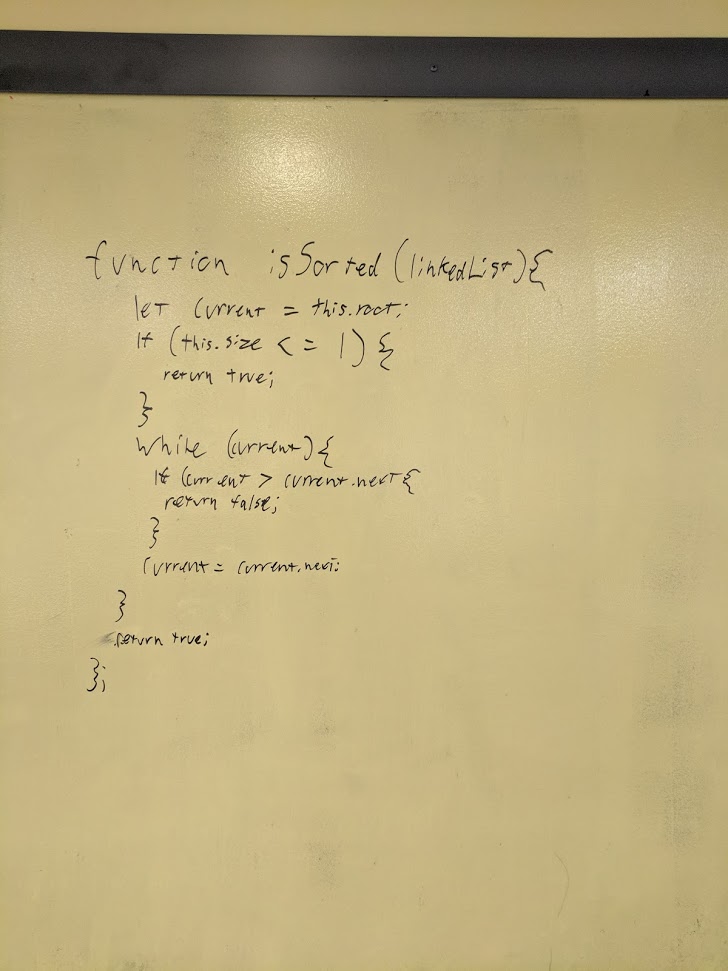 function isSorted (linkedList){
let current = this.root;
if (this.size <= 1) {
return true;
}
while (current) {
if (current > current.next {
return false;
}
current = current.next;
}
return true;
};